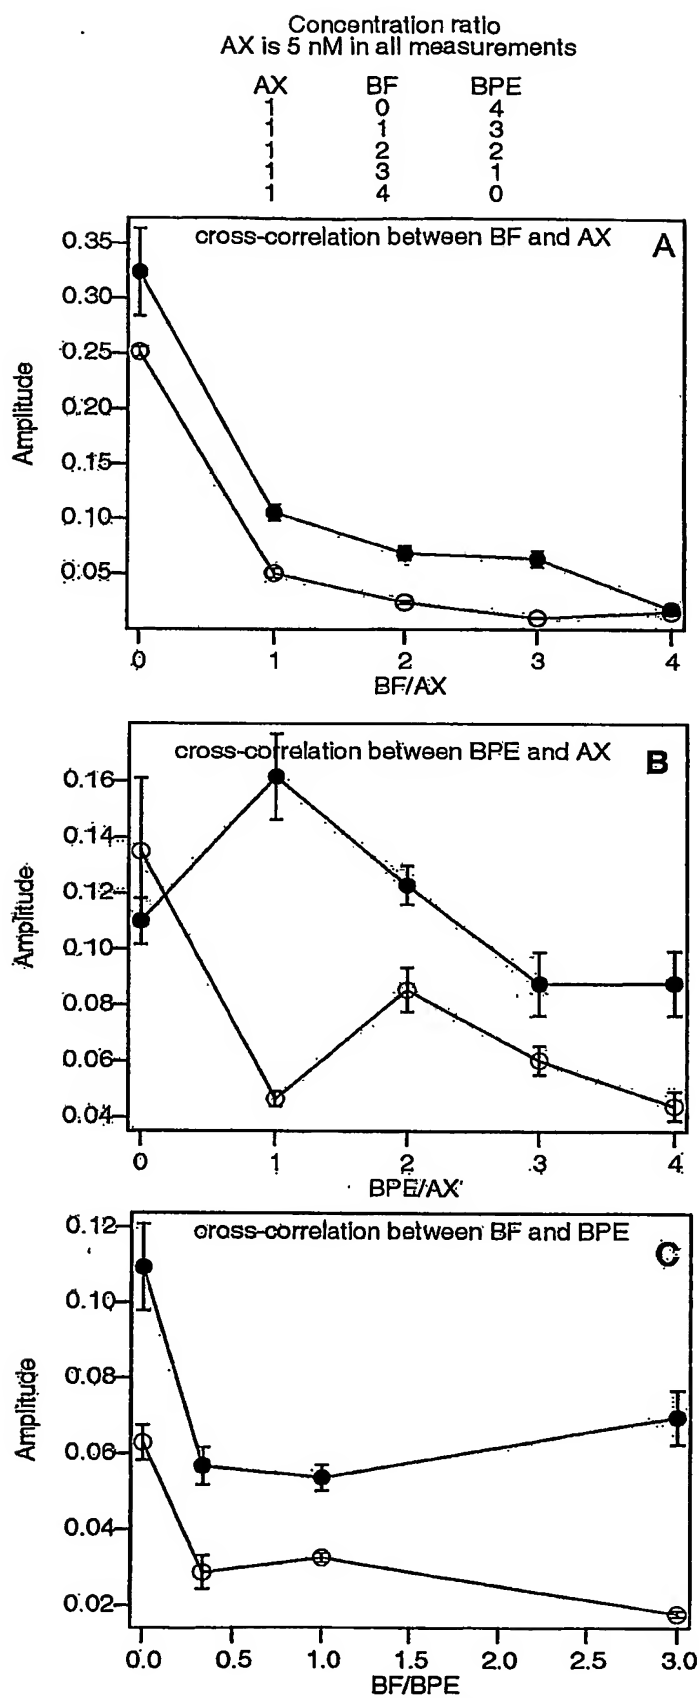 Concentration ratio
AX is 5 nM in all measurements
AX BF BPE
1 0 4
1 1 3
1 2 2
1 3 1
1 4 0
cross-correlation between BF and AX
A
0.35
0.30
0.25
0.20
0.15
0.10
0.05
Amplitude
0 1 2 3 4
BF/AX
cross-correlation between BPE and AX
B
0.16
0.14
0.12
0.10
0.08
0.06
0.04
Amplitude
0 1 2 3 4
BPE/AX
cross-correlation between BF and BPE
C
0.12
0.10
0.08
0.06
0.04
0.02
Amplitude
0.0 0.5 1.0 1.5 2.0 2.5 3.0
BF/BPE